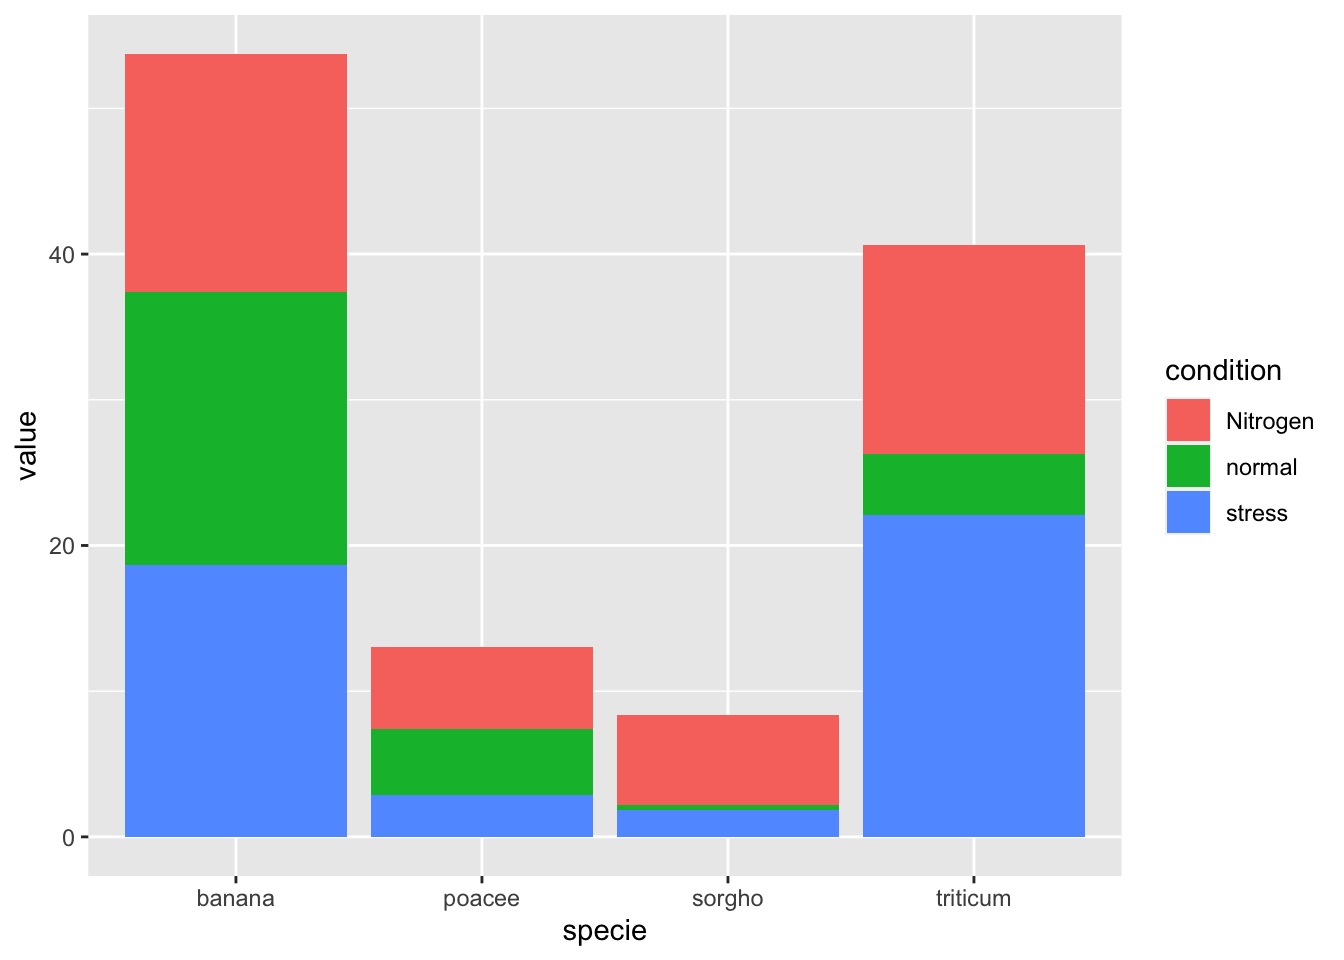 value
40
20
0
banana
poacee
sorgho
triticum
specie
condition
Nitrogen
normal
stress